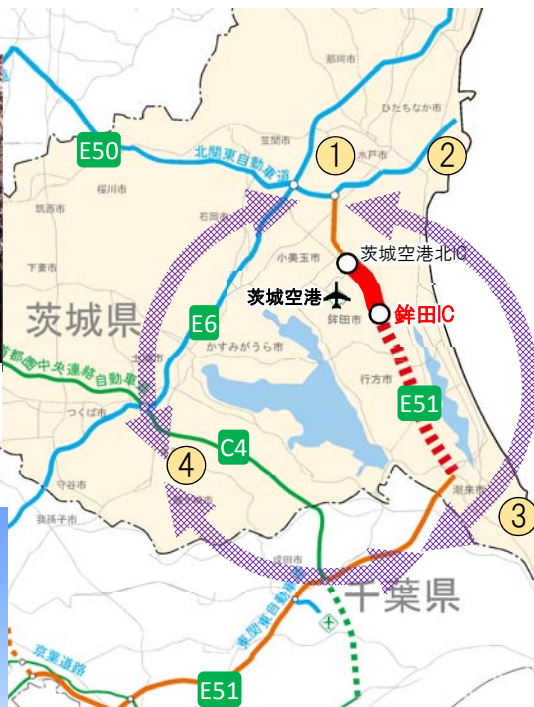 那珂市
ひたちなか市
E50
笠間市
①
水戸市
②
北関東自動車道
桜川市
筑西市
石岡市
小美玉市
茨城空港北IC
下妻市
茨城空港
鉾田IC
鉾田市
茨城県
E6
かすみがうら市
土浦市
首都圏中央連絡自動車道
行方市
E51
つくば市
C4
④
守谷市
潮来市
我孫子市
③
成田市
千葉県
東関東自動車道
京葉道路
E51